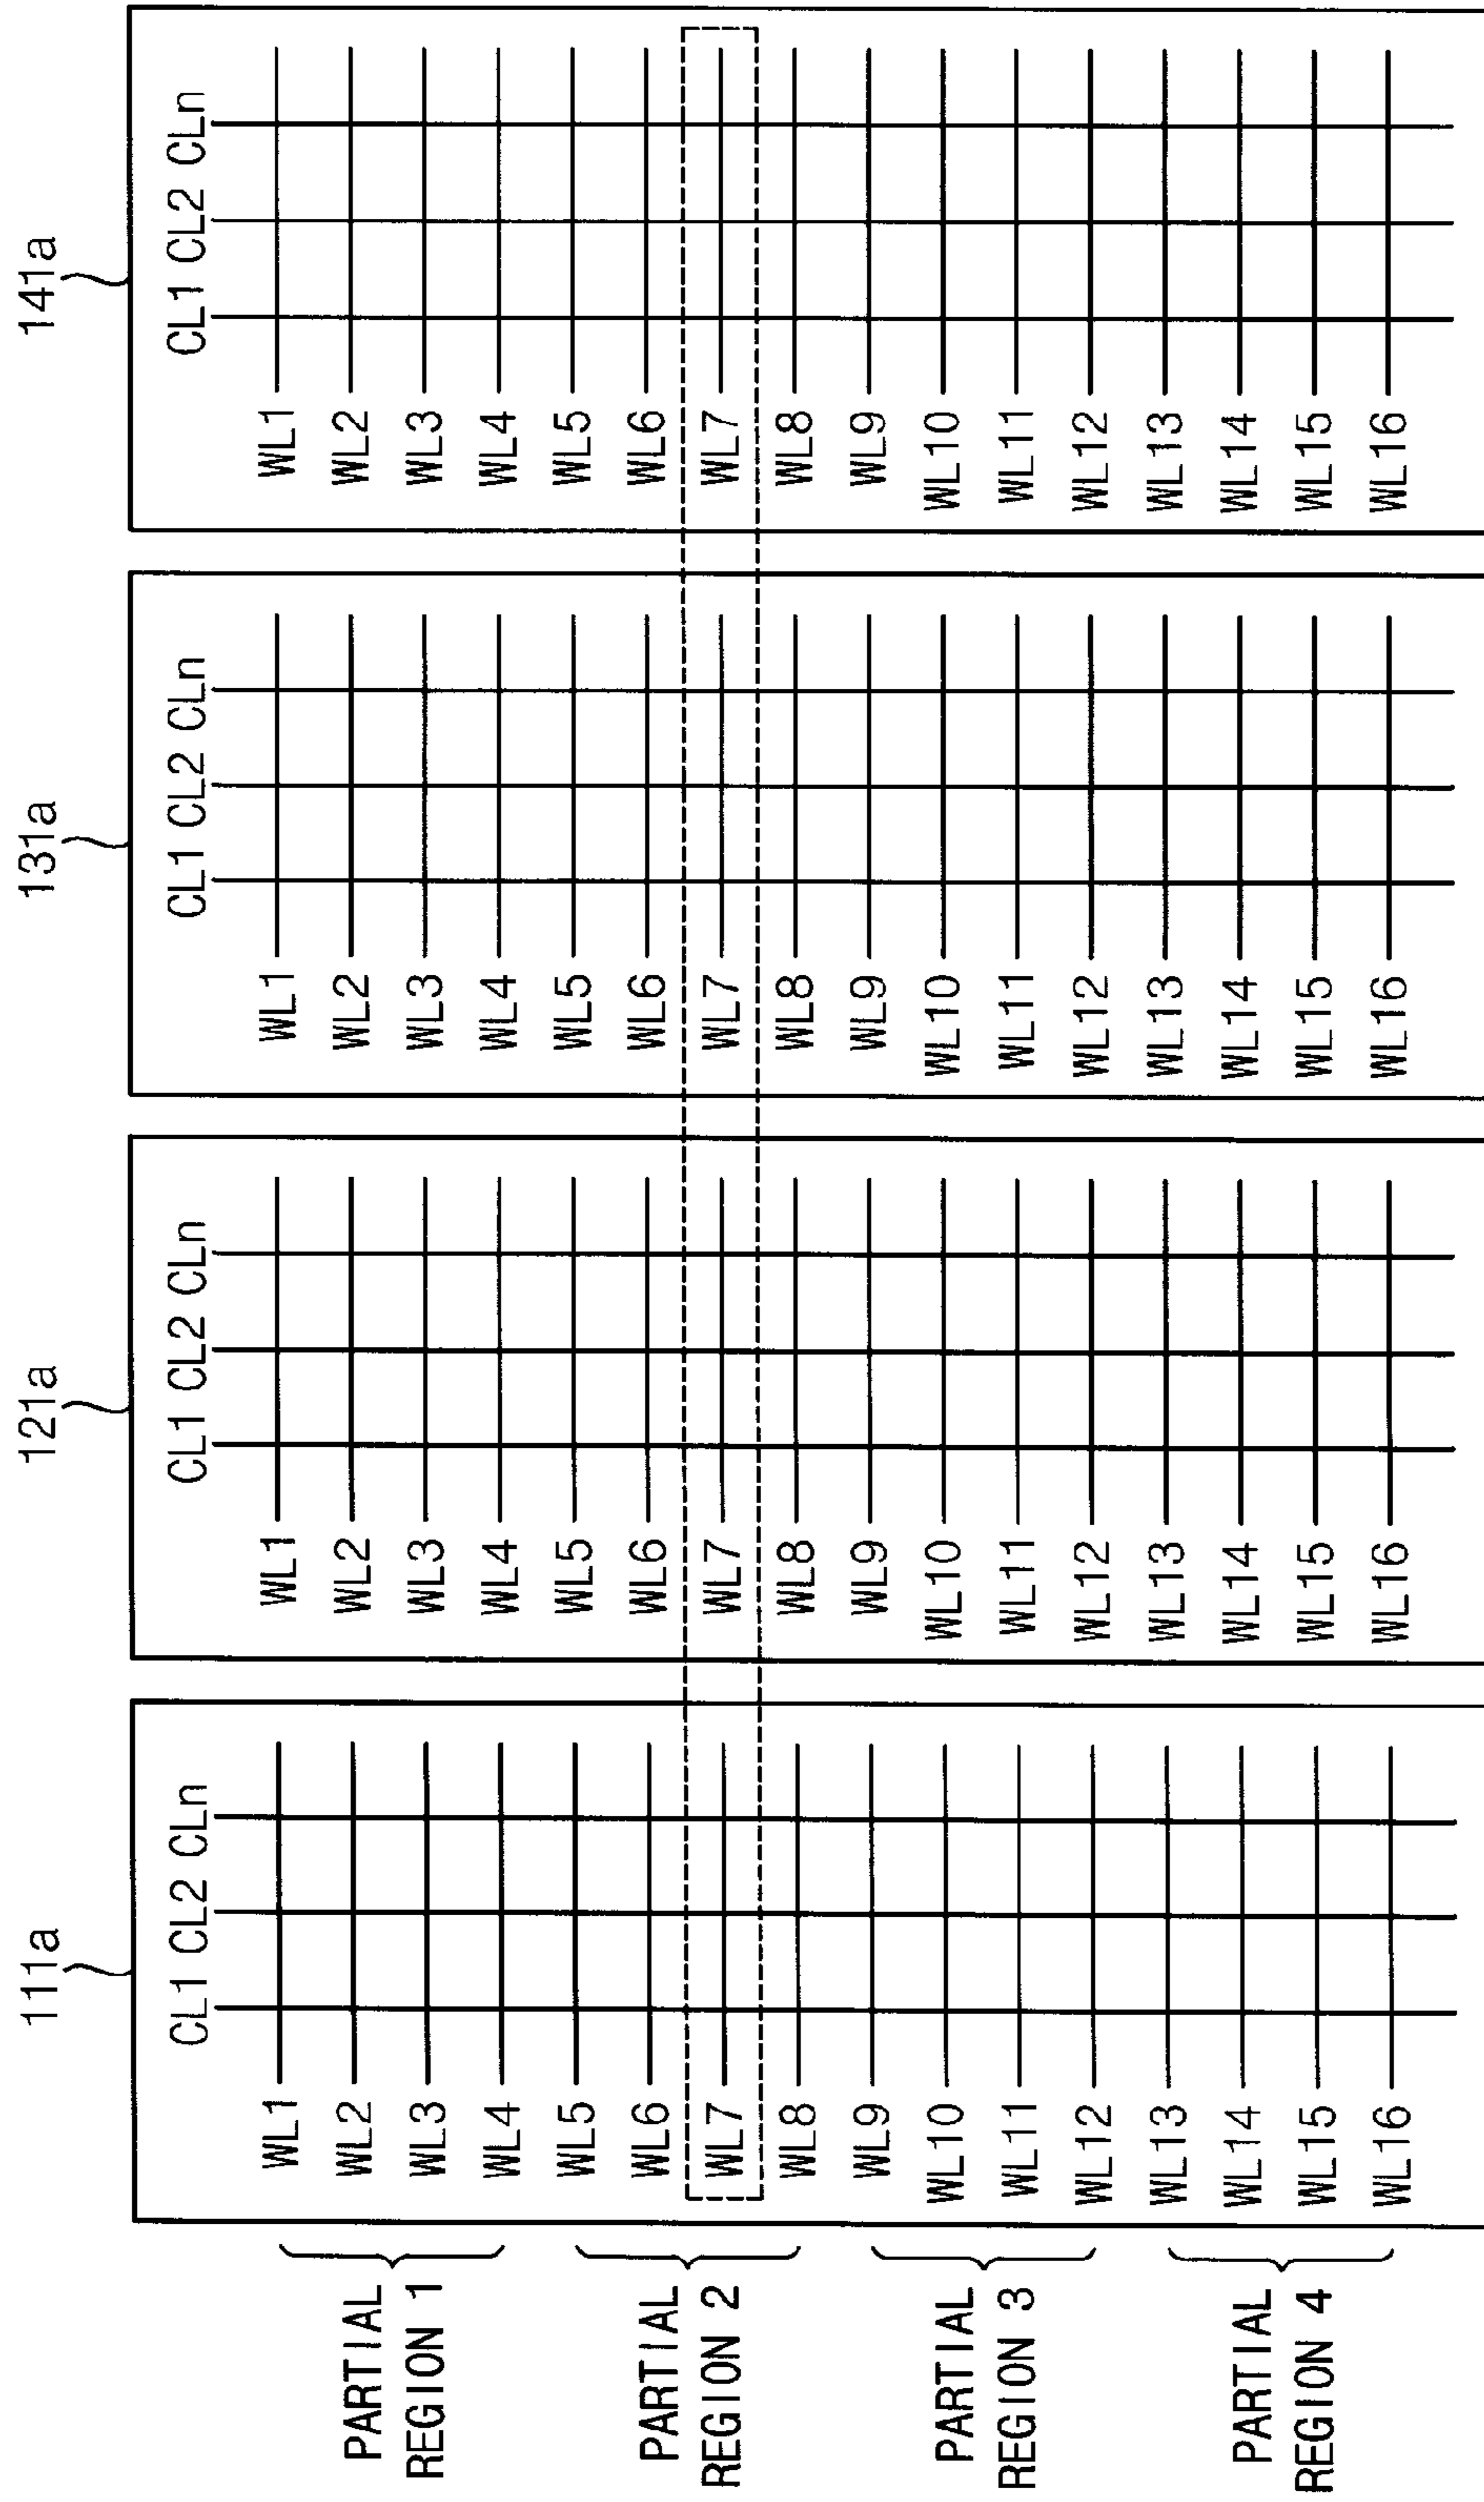 111a
121a
131a
141a
CL1 CL2 CLn
CL1 CL2 CLn
CL1 CL2 CLn
CL1 CL2 CLn
PARTIAL
REGION 1
WL1
WL1
WL1
WL1
WL2
WL2
WL2
WL2
WL3
WL3
WL3
WL3
WL4
WL4
WL4
WL4
PARTIAL
REGION 2
WL5
WL5
WL5
WL5
WL6
WL6
WL6
WL6
WL7
WL7
WL7
WL7
WL8
WL8
WL8
WL8
PARTIAL
REGION 3
WL9
WL9
WL9
WL9
WL10
WL10
WL10
WL10
WL11
WL11
WL11
WL11
WL12
WL12
WL12
WL12
PARTIAL
REGION 4
WL13
WL13
WL13
WL13
WL14
WL14
WL14
WL14
WL15
WL15
WL15
WL15
WL16
WL16
WL16
WL16